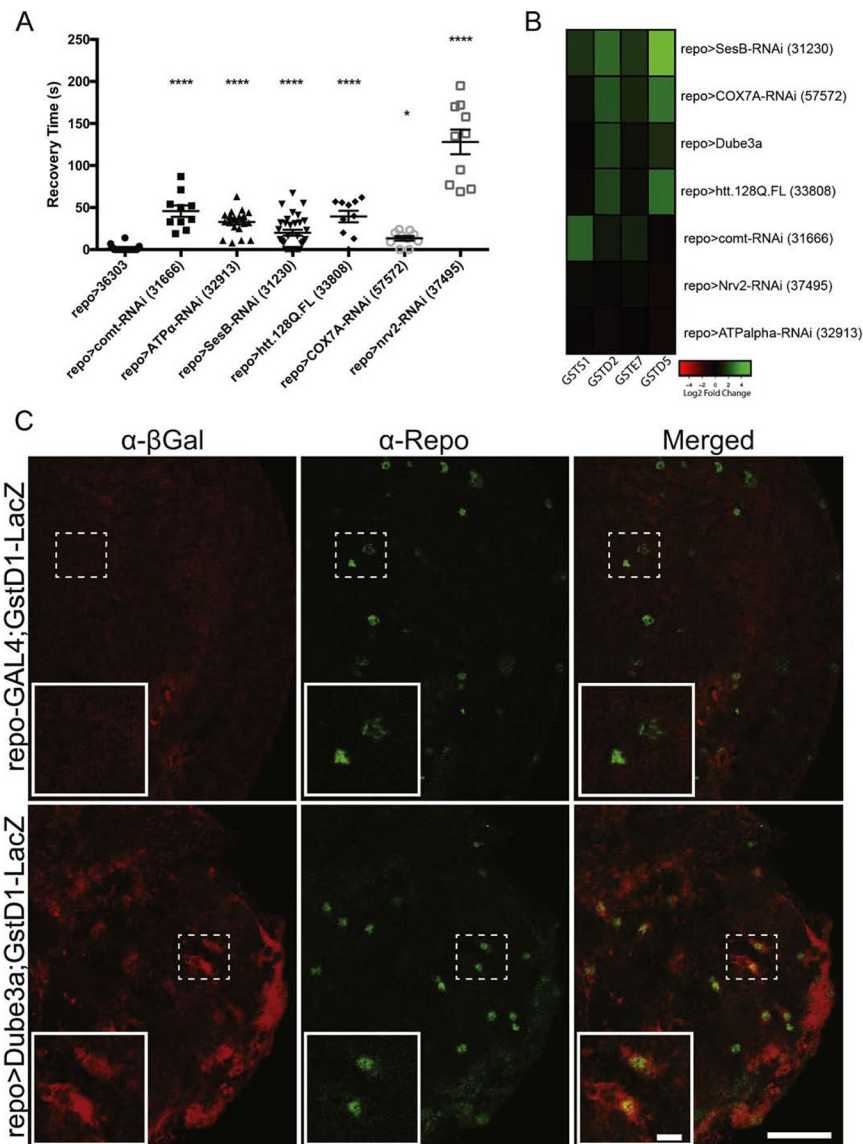 A
250
200
150
100
50
0
Recovery Time (s)
****
****
****
****
*
****
repo>36303
repo>comt-RNAi (31666)
repo>ATPα-RNAi (32913)
repo>SesB-RNAi (31230)
repo>htt.128Q.FL (33808)
repo>COX7A-RNAi (57572)
repo>nrv2-RNAi (37495)
B
repo>SesB-RNAi (31230)
repo>COX7A-RNAi (57572)
repo>Dube3a
repo>htt.128Q.FL (33808)
repo>comt-RNAi (31666)
repo>Nrv2-RNAi (37495)
repo>ATPalpha-RNAi (32913)
GSTS1
GSTD2
GSTE7
GSTD5
-4 -2 0 2 4
Log2 Fold Change
C
α-βGal
α-Repo
Merged
repo-GAL4;GstD1-LacZ
repo>Dube3a;GstD1-LacZ